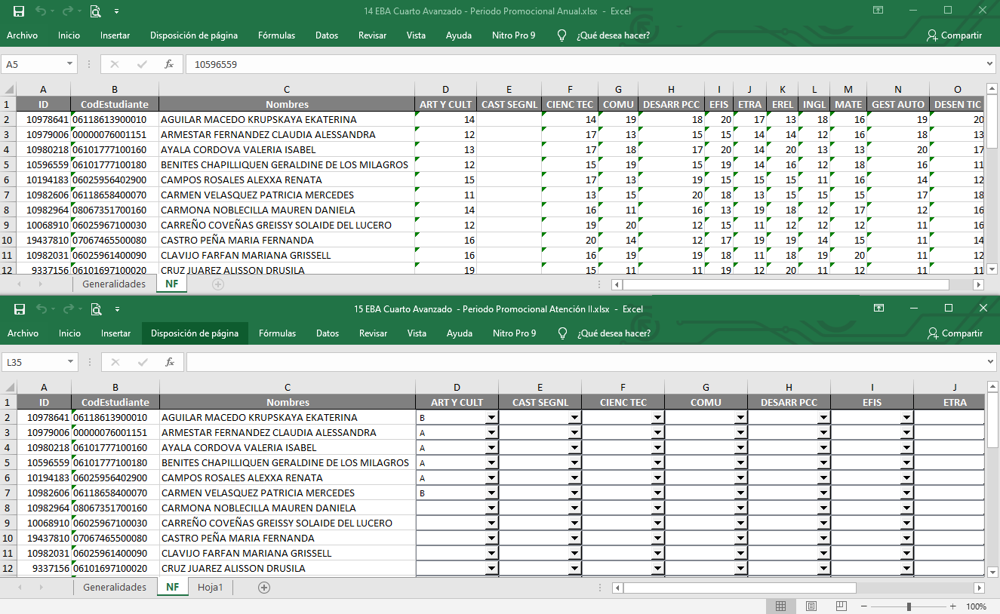 14 EBA Cuarto Avanzado - Periodo Promocional Anual.xlsx - Excel
Archivo Inicio Insertar Disposición de página Fórmulas Datos Revisar Vista Ayuda Nitro Pro 9 ¿Qué desea hacer? Compartir
A5 fx 10596559
A B C D E F G H I J K L M N O
1 ID CodEstudiante Nombres ART Y CULT CAST SEGNL CIENC TEC COMU DESARR PCC EFIS ETRA EREL INGL MATE GEST AUTO DESEN TIC
2 10978641 06118613900010 AGUILAR MACEDO KRUPSKAYA EKATERINA 14 14 19 18 20 17 13 18 16 19 20
3 10979006 00000076001151 ARMESTAR FERNANDEZ CLAUDIA ALESSANDRA 12 17 13 15 15 14 14 12 16 18 13
4 10980218 06101777100160 AYALA CORDOVA VALERIA ISABEL 13 17 18 17 20 14 20 13 13 20 17
5 10596559 06101777100180 BENITES CHAPILLIQUEN GERALDINE DE LOS MILAGROS 12 15 19 15 19 14 16 12 18 16 11
6 10194183 06025956402900 CAMPOS ROSALES ALEXXA RENATA 15 17 13 19 15 15 15 11 16 14 12
7 10982606 06118658400070 CARMEN VELASQUEZ PATRICIA MERCEDES 11 13 15 20 18 13 15 15 15 17 18
8 10982964 08067351700160 CARMONA NOBLECILLA MAUREN DANIELA 14 16 11 16 13 19 18 12 17 12 16
9 10068910 06025967100030 CARREÑO COVEÑAS GREISSY SOLAIDE DEL LUCERO 12 19 20 12 15 11 12 12 12 11 16
10 19437810 07067465500080 CASTRO PEÑA MARIA FERNANDA 16 20 14 12 17 19 19 14 15 11 14
11 10982031 06025961400090 CLAVIJO FARFAN MARIANA GRISSELL 16 16 19 19 18 11 18 19 20 11 12
12 9337156 06101697100020 CRUZ JUAREZ ALISSON DRUSILA 19 15 11 11 19 12 20 11 12 11 11
Generalidades NF
15 EBA Cuarto Avanzado - Periodo Promocional Atención II.xlsx - Excel
Archivo Inicio Insertar Disposición de página Fórmulas Datos Revisar Vista Ayuda Nitro Pro 9 ¿Qué desea hacer? Compartir
L35 fx
A B C D E F G H I J
1 ID CodEstudiante Nombres ART Y CULT CAST SEGNL CIENC TEC COMU DESARR PCC EFIS ETRA
2 10978641 06118613900010 AGUILAR MACEDO KRUPSKAYA EKATERINA B
3 10979006 00000076001151 ARMESTAR FERNANDEZ CLAUDIA ALESSANDRA A
4 10980218 06101777100160 AYALA CORDOVA VALERIA ISABEL A
5 10596559 06101777100180 BENITES CHAPILLIQUEN GERALDINE DE LOS MILAGROS A
6 10194183 06025956402900 CAMPOS ROSALES ALEXXA RENATA A
7 10982606 06118658400070 CARMEN VELASQUEZ PATRICIA MERCEDES B
8 10982964 08067351700160 CARMONA NOBLECILLA MAUREN DANIELA
9 10068910 06025967100030 CARREÑO COVEÑAS GREISSY SOLAIDE DEL LUCERO
10 19437810 07067465500080 CASTRO PEÑA MARIA FERNANDA
11 10982031 06025961400090 CLAVIJO FARFAN MARIANA GRISSELL
12 9337156 06101697100020 CRUZ JUAREZ ALISSON DRUSILA
Generalidades NF Hoja1
100%